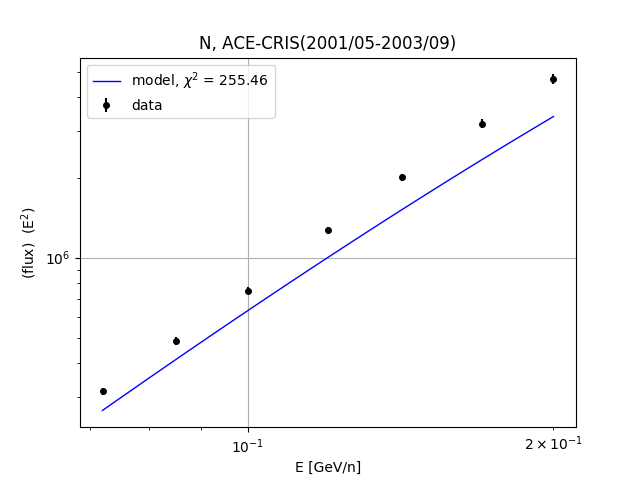 N, ACE-CRIS(2001/05-2003/09)
model, χ² = 255.46
data
(flux) (E²)
10⁶
10⁻¹
2 × 10⁻¹
E [GeV/n]